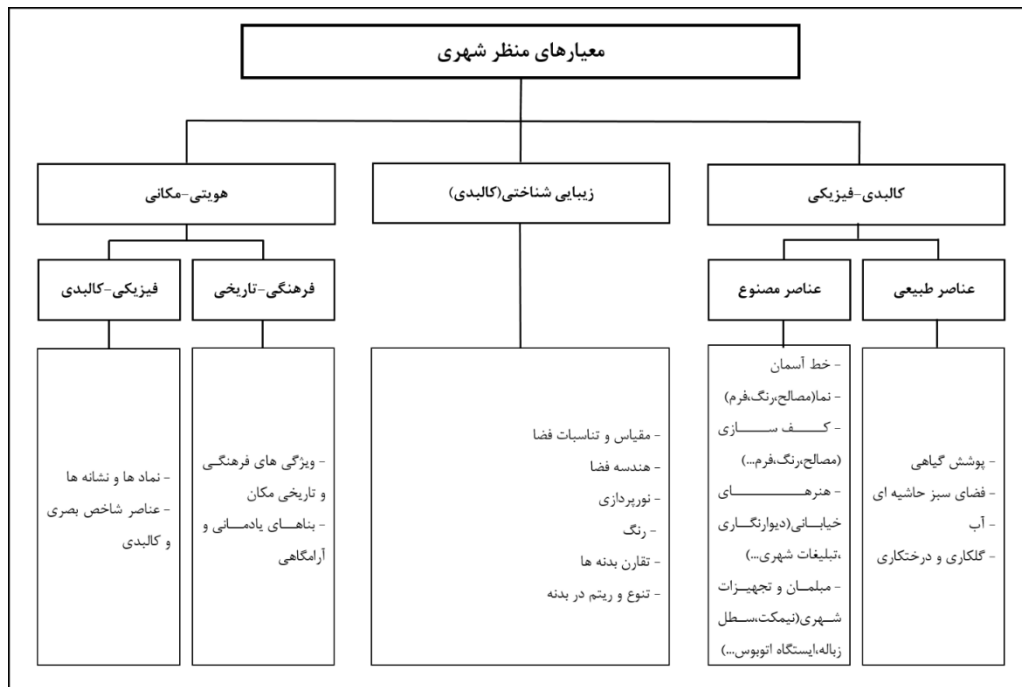 معیارهای منظر شهری
کالبدی-فیزیکی
زیبایی شناختی(کالبدی)
هویتی-مکانی
عناصر طبیعی
عناصر مصنوع
فرهنگی-تاریخی
فیزیکی-کالبدی
- پوشش گیاهی
- فضای سبز حاشیه ای
- آب
- گلکاری و درختکاری
- خط آسمان
- نما(مصالح،رنگ،فرم)
- کف سازی
(مصالح،رنگ،فرم...)
- هنرهای
خیابانی(دیوارنگاری
،تبلیغات شهری...)
- مبلمان و تجهیزات
شهری(نیمکت،سطل
زباله،ایستگاه اتوبوس...)
- مقیاس و تناسبات فضا
- هندسه فضا
- نورپردازی
- رنگ
- تقارن بدنه ها
- تنوع و ریتم در بدنه
- ویژگی های فرهنگی
و تاریخی مکان
- بناهای یادمانی و
آرامگاهی
- نماد ها و نشانه ها
- عناصر شاخص بصری
و کالبدی